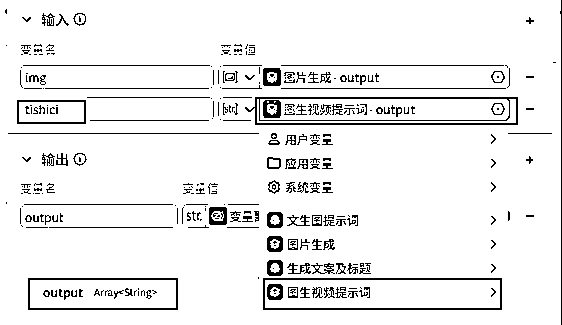 输入
变量名 变量值
img 图片生成 - output
tishici [str] 图生视频提示词 - output
用户变量
应用变量
输出
系统变量
变量名 变量值
文生图提示词
output str. 变量
图片生成
生成文案及标题
output Array<String> 图生视频提示词